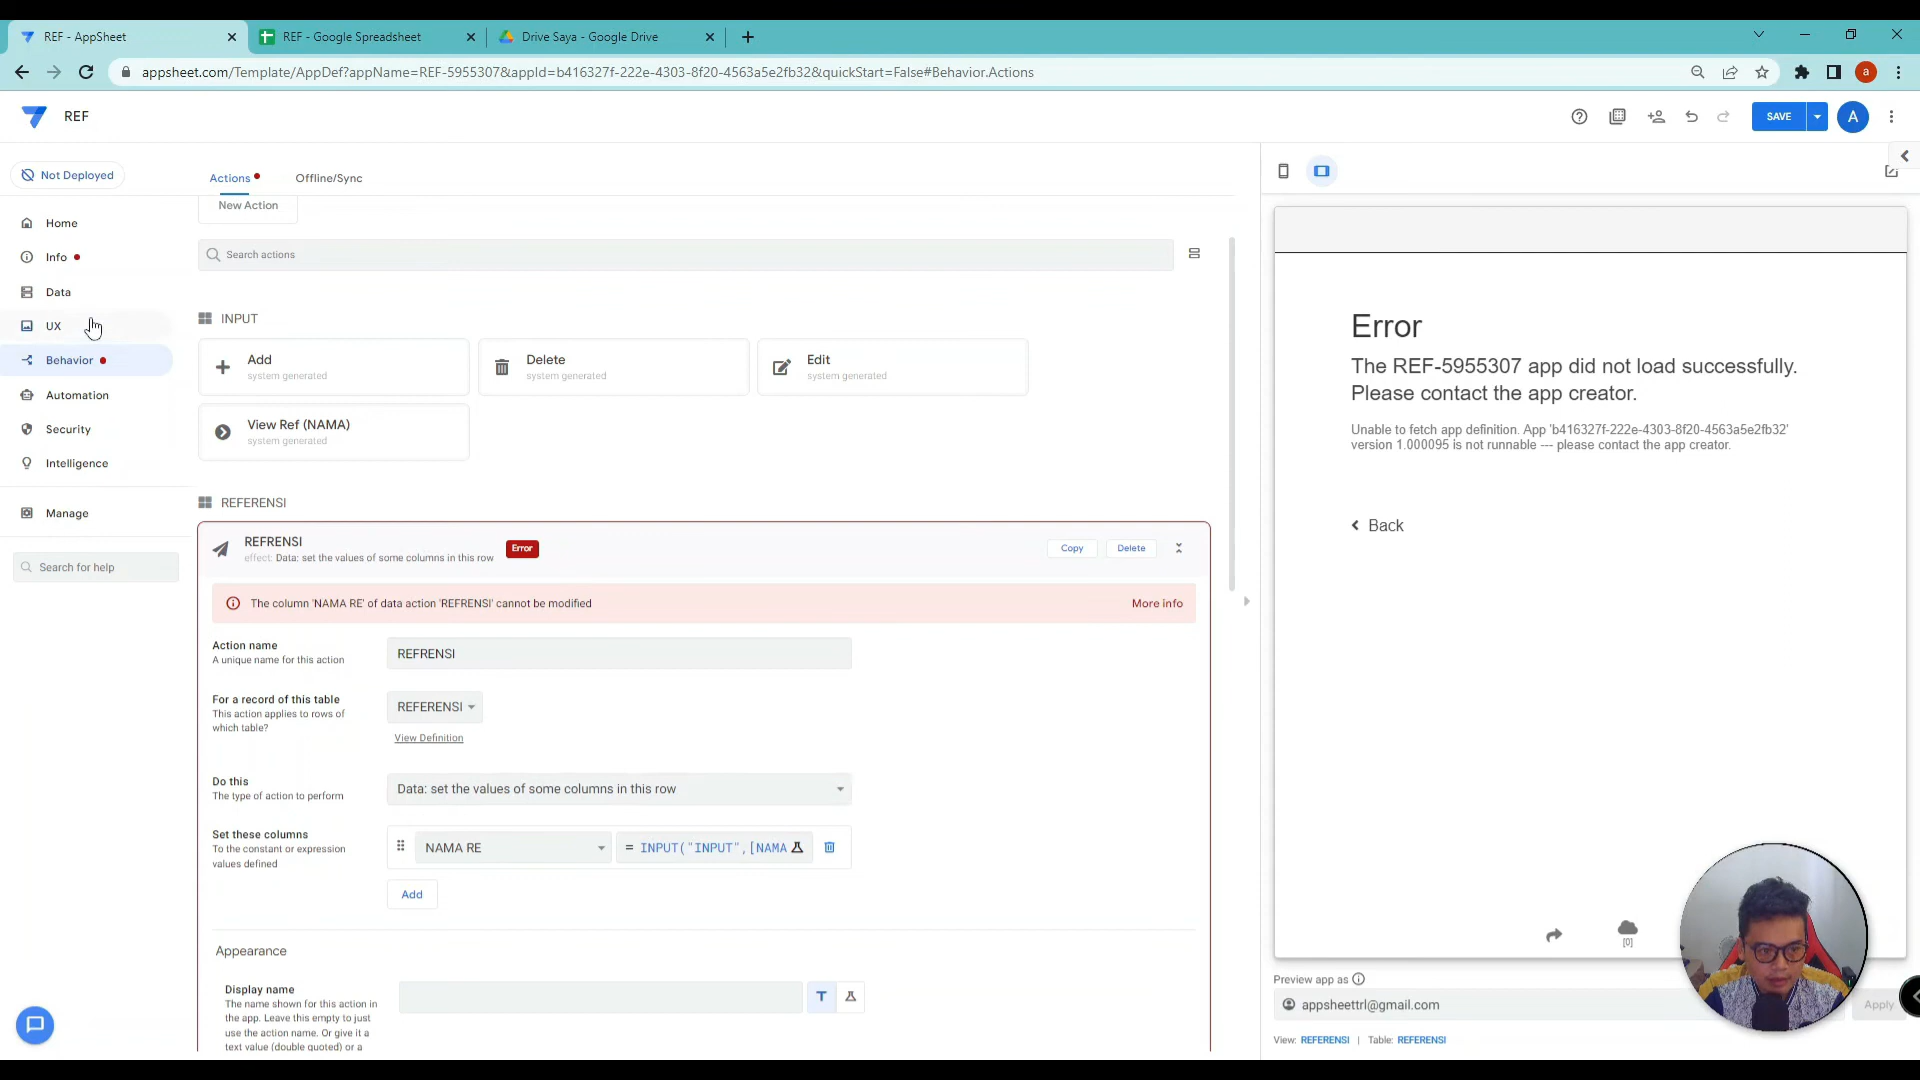 REF - AppSheet
REF - Google Spreadsheet
Drive Saya - Google Drive
appsheet.com/Template/AppDef?appName=REF-5955307&appId=b416327f-222e-4303-8f20-4563a5e2fb32&quickStart=False#Behavior.Actions
a
REF
SAVE
A
Not Deployed
Actions
Offline/Sync
Home
Info
Data
UX
Behavior
Automation
Security
Intelligence
Manage
Search for help
New Action
Search actions
INPUT
Add
system generated
Delete
system generated
Edit
system generated
View Ref (NAMA)
system generated
REFERENSI
REFRENSI
effect: Data: set the values of some columns in this row
Error
Copy
Delete
The column 'NAMA RE' of data action 'REFRENSI' cannot be modified
More info
Action name
A unique name for this action
REFRENSI
For a record of this table
This action applies to rows of
which table?
REFERENSI
View Definition
Do this
The type of action to perform
Data: set the values of some columns in this row
Set these columns
To the constant or expression
values defined
NAMA RE
= INPUT("INPUT",[NAMA
Add
Appearance
Display name
The name shown for this action in
the app. Leave this empty to just
use the action name. Or give it a
text value (double quoted) or a
Error
The REF-5955307 app did not load successfully.
Please contact the app creator.
Unable to fetch app definition. App 'b416327f-222e-4303-8f20-4563a5e2fb32'
version 1.000095 is not runnable --- please contact the app creator.
Back
[0]
Preview app as
appsheettrl@gmail.com
Apply
View: REFERENSI | Table: REFERENSI